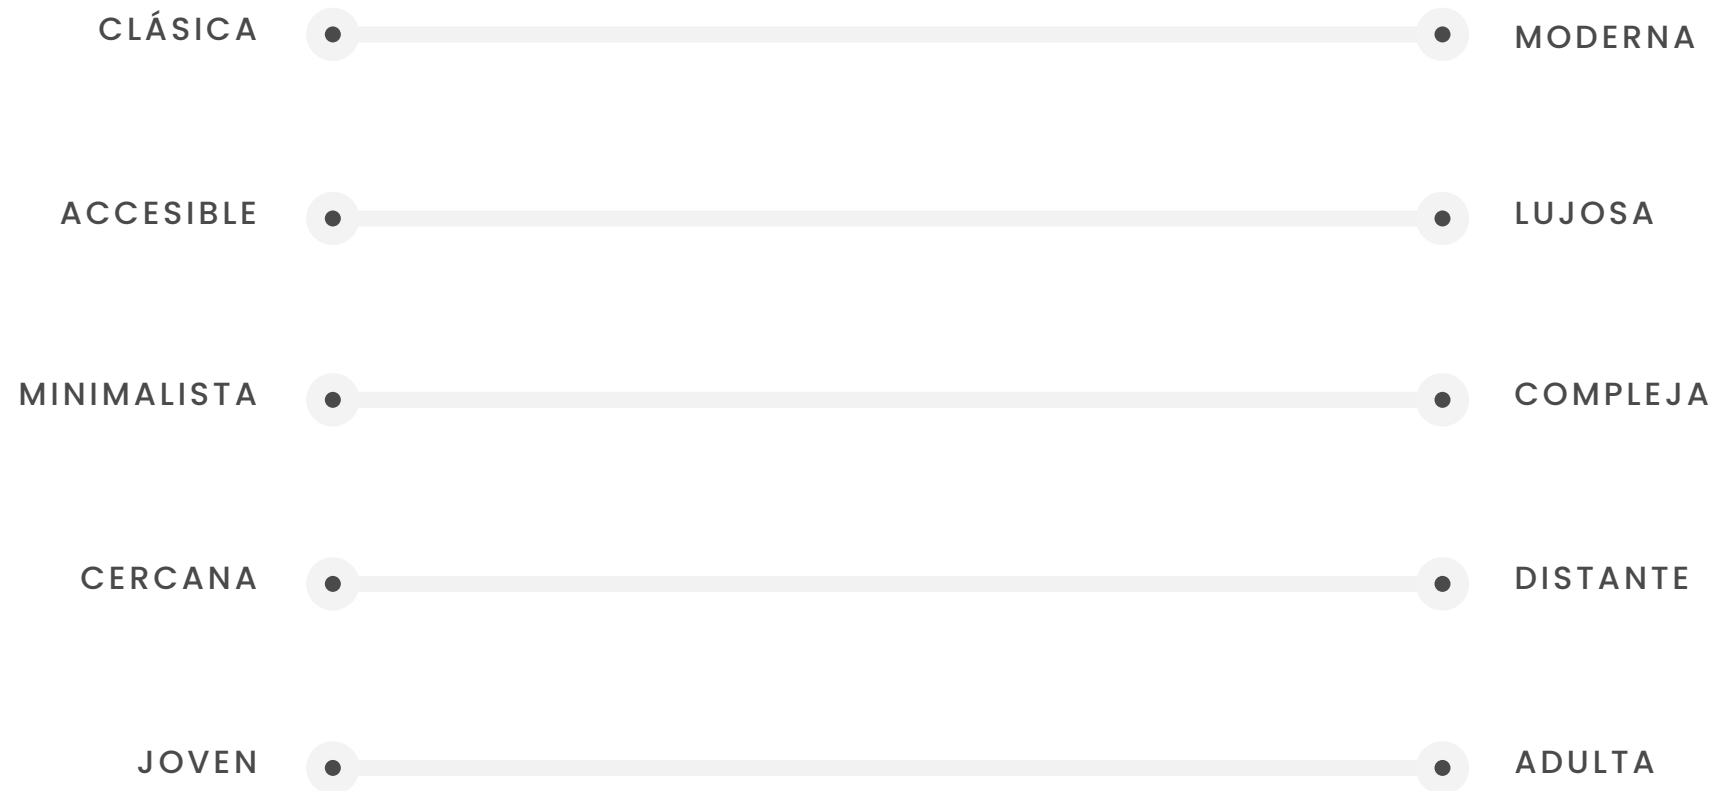 CLÁSICA MODERNA
ACCESIBLE LUJOSA
MINIMALISTA COMPLEJA
CERCANA DISTANTE
JOVEN ADULTA